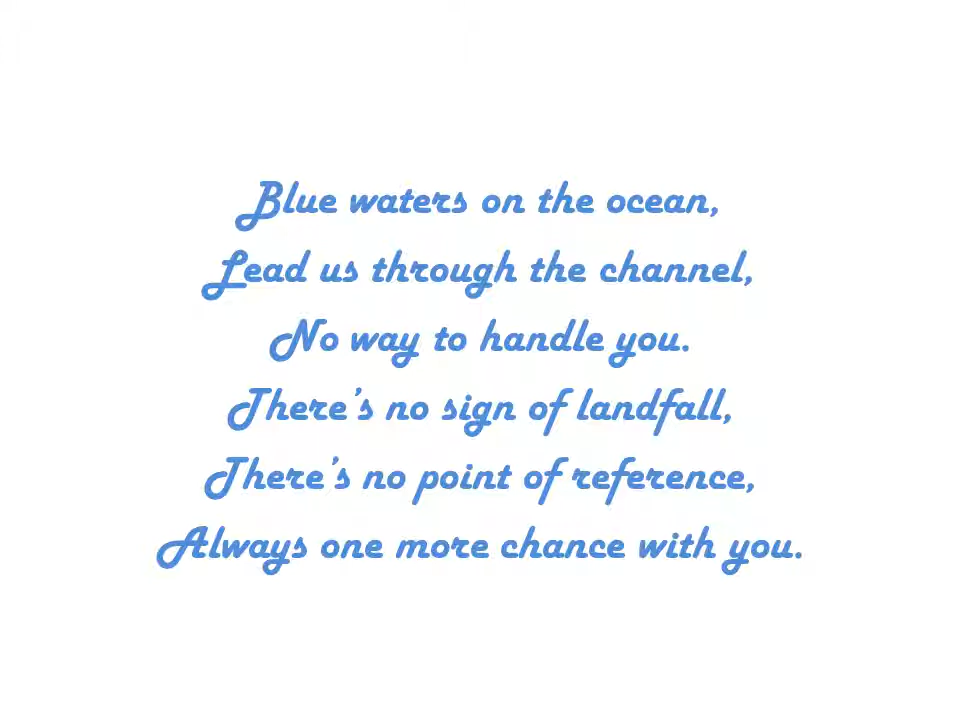 Blue waters on the ocean,
Lead us through the channel,
No way to handle you.
There’s no sign of landfall,
There’s no point of reference,
Always one more chance with you.